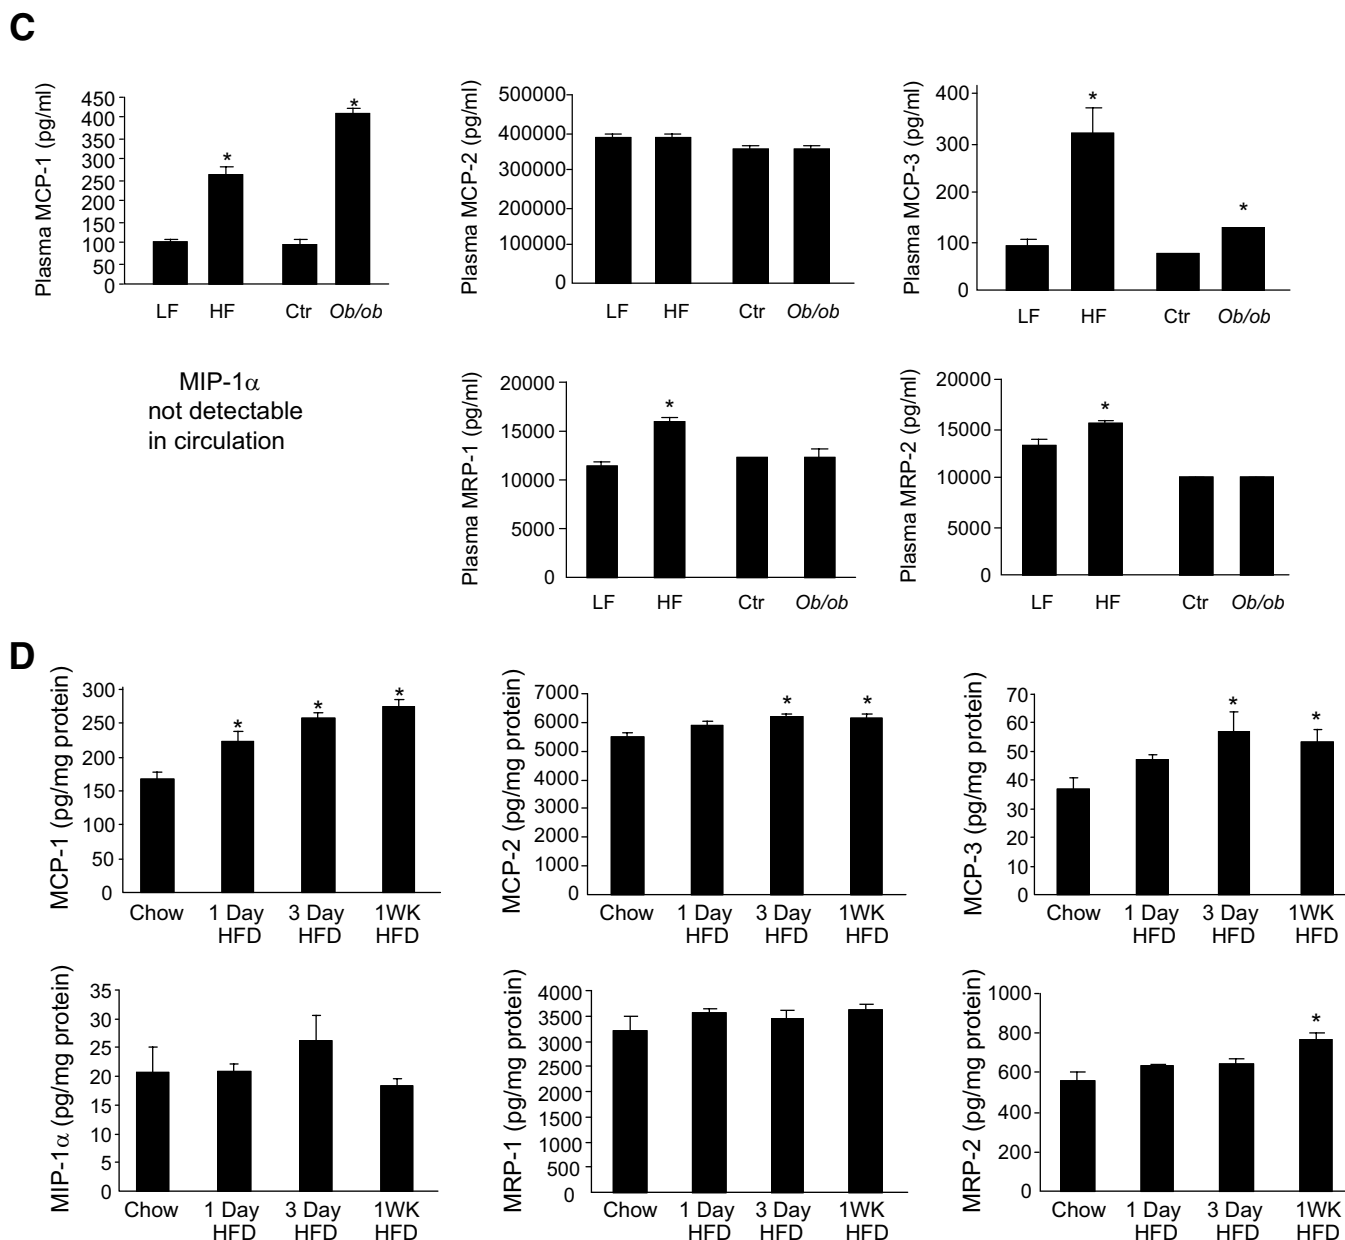 C
Plasma MCP-1 (pg/ml)
450
400
350
300
250
200
150
100
50
0
*
*
LF HF Ctr Ob/ob
Plasma MCP-2 (pg/ml)
500000
400000
300000
200000
100000
0
LF HF Ctr Ob/ob
Plasma MCP-3 (pg/ml)
400
300
200
100
0
*
*
LF HF Ctr Ob/ob
MIP-1α
not detectable
in circulation
Plasma MRP-1 (pg/ml)
20000
15000
10000
5000
0
*
LF HF Ctr Ob/ob
Plasma MRP-2 (pg/ml)
20000
15000
10000
5000
0
*
LF HF Ctr Ob/ob
D
MCP-1 (pg/mg protein)
300
250
200
150
100
50
0
* * *
Chow 1 Day 3 Day 1WK
HFD HFD HFD
MCP-2 (pg/mg protein)
7000
6000
5000
4000
3000
2000
1000
0
* *
Chow 1 Day 3 Day 1WK
HFD HFD HFD
MCP-3 (pg/mg protein)
70
60
50
40
30
20
10
0
* *
Chow 1 Day 3 Day 1WK
HFD HFD HFD
MIP-1α (pg/mg protein)
35
30
25
20
15
10
5
0
Chow 1 Day 3 Day 1WK
HFD HFD HFD
MRP-1 (pg/mg protein)
4000
3500
3000
2500
2000
1500
1000
500
0
Chow 1 Day 3 Day 1WK
HFD HFD HFD
MRP-2 (pg/mg protein)
1000
800
600
400
200
0
*
Chow 1 Day 3 Day 1WK
HFD HFD HFD